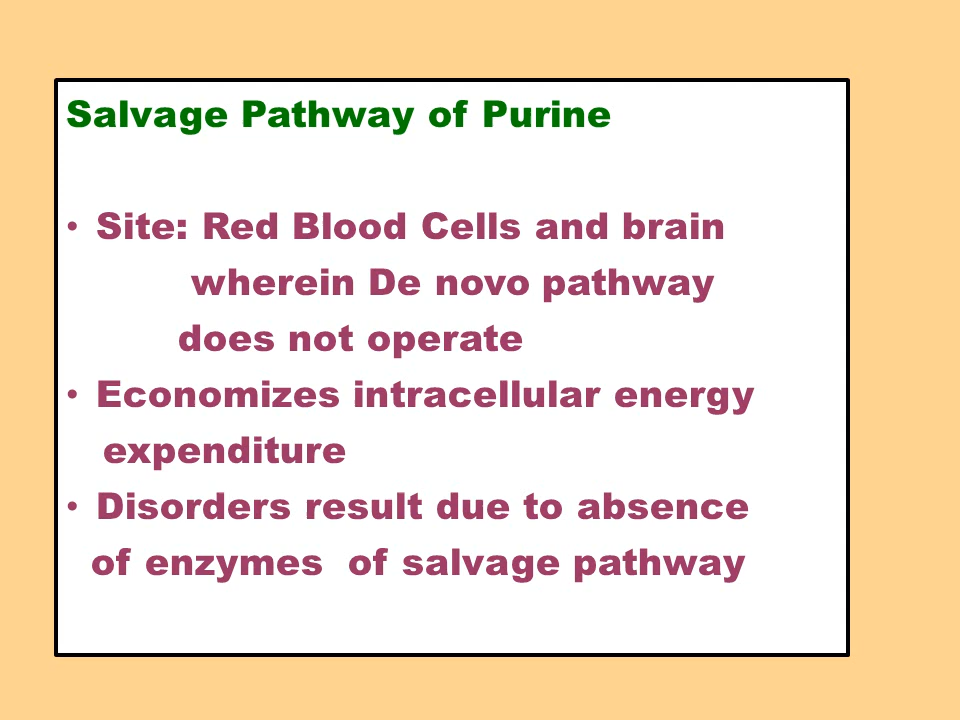 Salvage Pathway of Purine
• Site: Red Blood Cells and brain
wherein De novo pathway
does not operate
• Economizes intracellular energy
expenditure
• Disorders result due to absence
of enzymes of salvage pathway